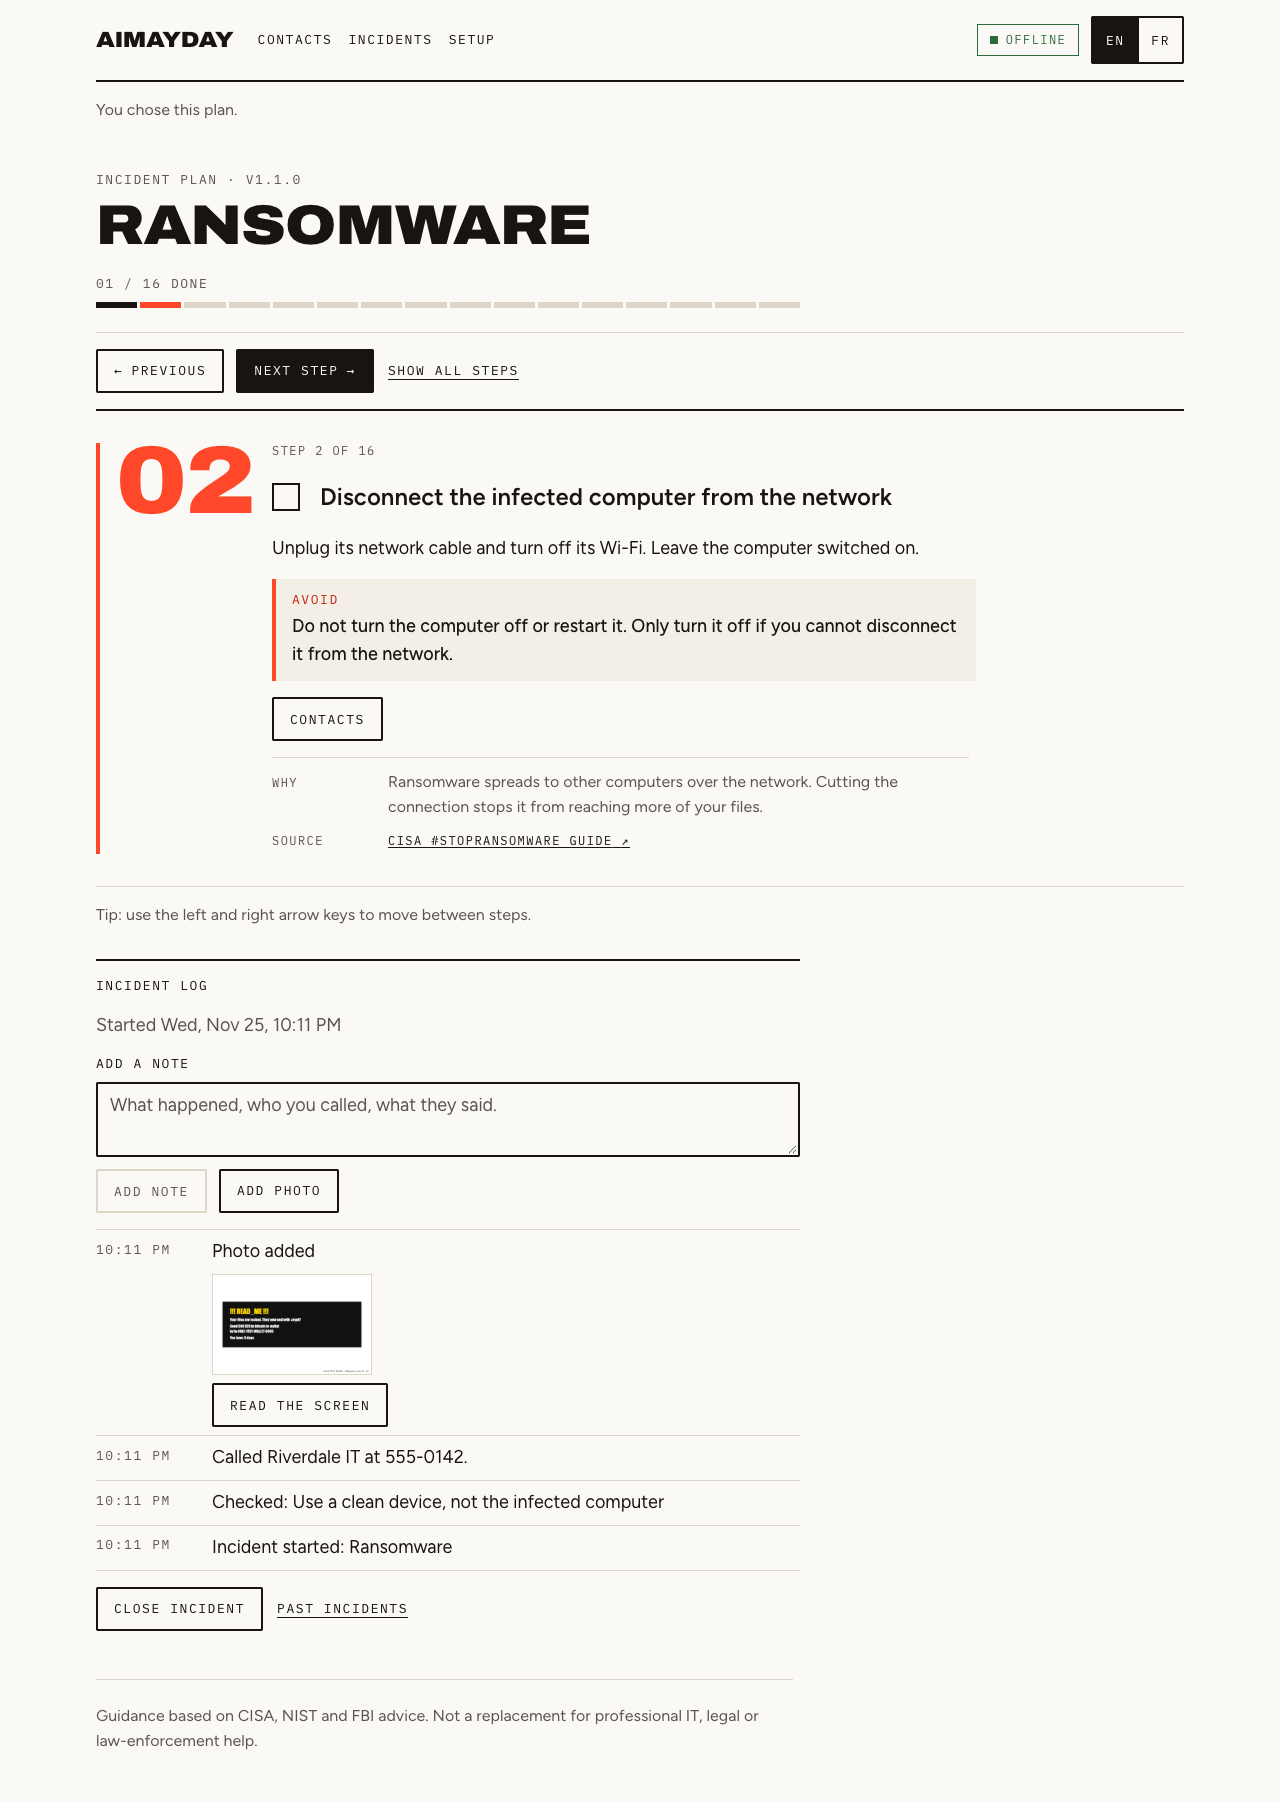 AIMAYDAY CONTACTS INCIDENTS SETUP OFFLINE EN FR
You chose this plan.
INCIDENT PLAN · V1.1.0
RANSOMWARE
01 / 16 DONE
← PREVIOUS NEXT STEP → SHOW ALL STEPS
02
STEP 2 OF 16
Disconnect the infected computer from the network
Unplug its network cable and turn off its Wi-Fi. Leave the computer switched on.
AVOID
Do not turn the computer off or restart it. Only turn it off if you cannot disconnect
it from the network.
CONTACTS
WHY Ransomware spreads to other computers over the network. Cutting the
connection stops it from reaching more of your files.
SOURCE CISA #STOPRANSOMWARE GUIDE ↗
Tip: use the left and right arrow keys to move between steps.
INCIDENT LOG
Started Wed, Nov 25, 10:11 PM
ADD A NOTE
What happened, who you called, what they said.
ADD NOTE ADD PHOTO
10:11 PM Photo added
!!! READ_ME !!!
You have 3 days.
READ THE SCREEN
10:11 PM Called Riverdale IT at 555-0142.
10:11 PM Checked: Use a clean device, not the infected computer
10:11 PM Incident started: Ransomware
CLOSE INCIDENT PAST INCIDENTS
Guidance based on CISA, NIST and FBI advice. Not a replacement for professional IT, legal or
law-enforcement help.